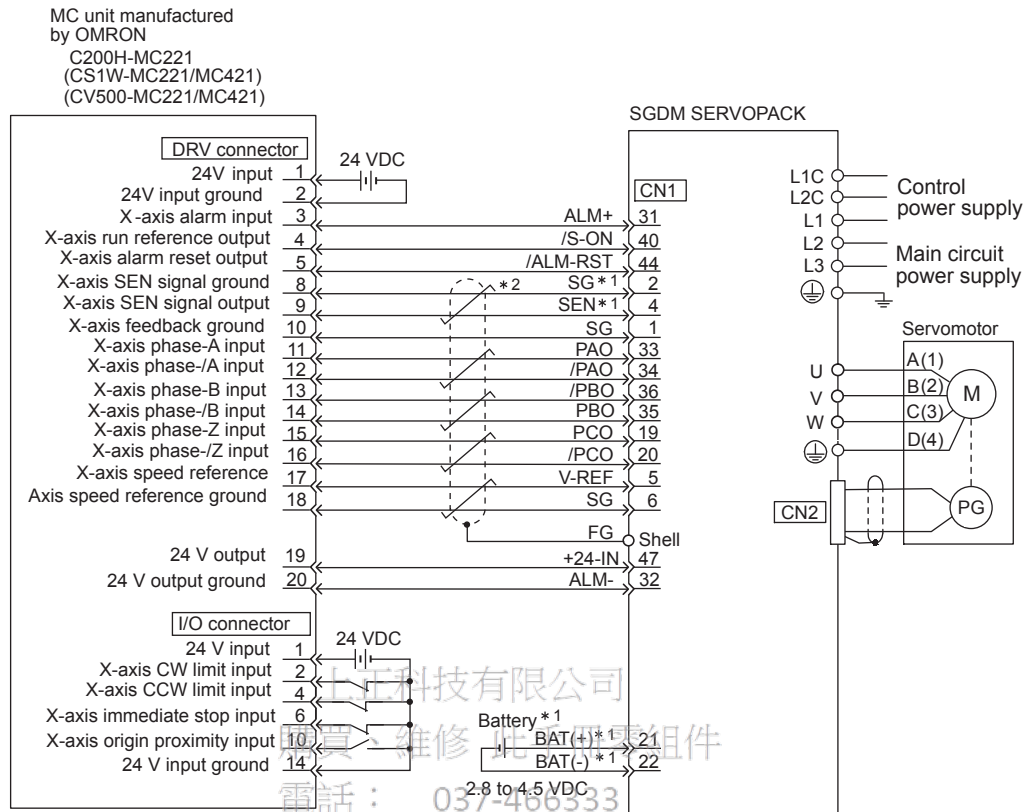 MC unit manufactured
by OMRON
C200H-MC221
(CS1W-MC221/MC421)
(CV500-MC221/MC421)
SGDM SERVOPACK
DRV connector
24 VDC
CN1
24V input 1
24V input ground 2
X-axis alarm input 3 ALM+ 31
X-axis run reference output 4 /S-ON 40
X-axis alarm reset output 5 /ALM-RST 44
X-axis SEN signal ground 8 *2 SG*1 2
X-axis SEN signal output 9 SEN*1 4
X-axis feedback ground 10 SG 1
X-axis phase-A input 11 PAO 33
X-axis phase-/A input 12 /PAO 34
X-axis phase-B input 13 /PBO 36
X-axis phase-/B input 14 PBO 35
X-axis phase-Z input 15 PCO 19
X-axis phase-/Z input 16 /PCO 20
X-axis speed reference 17 V-REF 5
Axis speed reference ground 18 SG 6
FG Shell
24 V output 19 +24-IN 47
24 V output ground 20 ALM- 32
L1C
L2C
L1
L2
L3
Control
power supply
Main circuit
power supply
Servomotor
U A(1)
V B(2)
W C(3)
D(4)
M
CN2
PG
I/O connector
24 VDC
24 V input 1
X-axis CW limit input 2
X-axis CCW limit input 4
X-axis immediate stop input 6
X-axis origin proximity input 10
24 V input ground 14
Battery*1
BAT(+)*1 21
BAT(-)*1 22
2.8 to 4.5 VDC
上正科技有限公司
購買、維修 此手冊零組件
電話： 037-466333